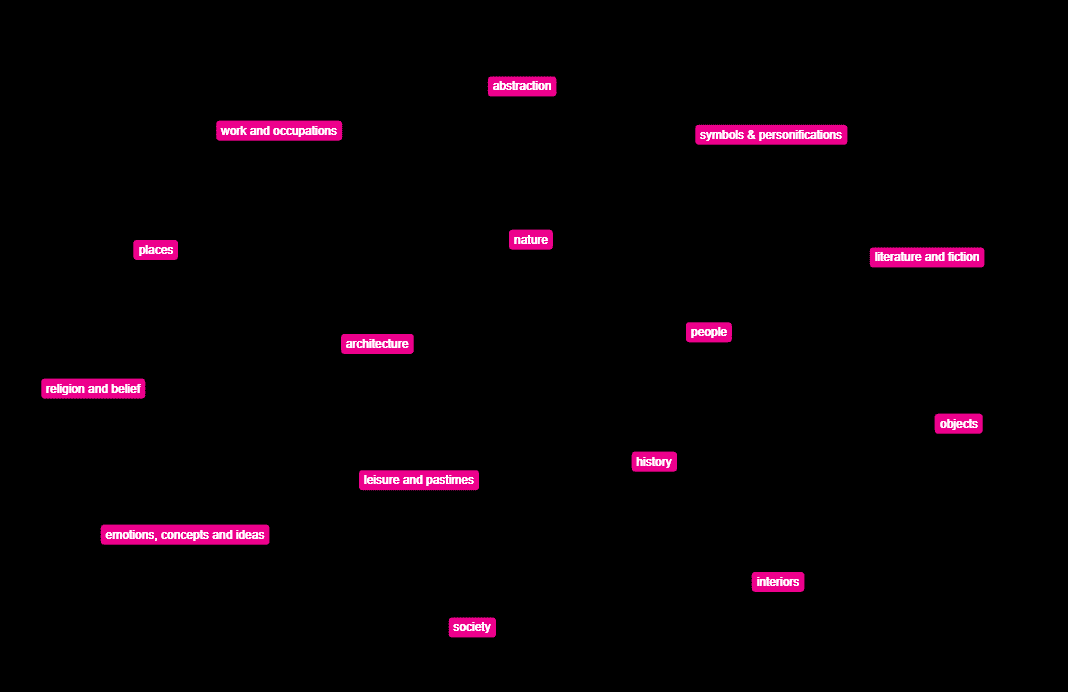 abstraction
work and occupations
symbols & personifications
nature
places
literature and fiction
people
architecture
religion and belief
objects
history
leisure and pastimes
emotions, concepts and ideas
interiors
society